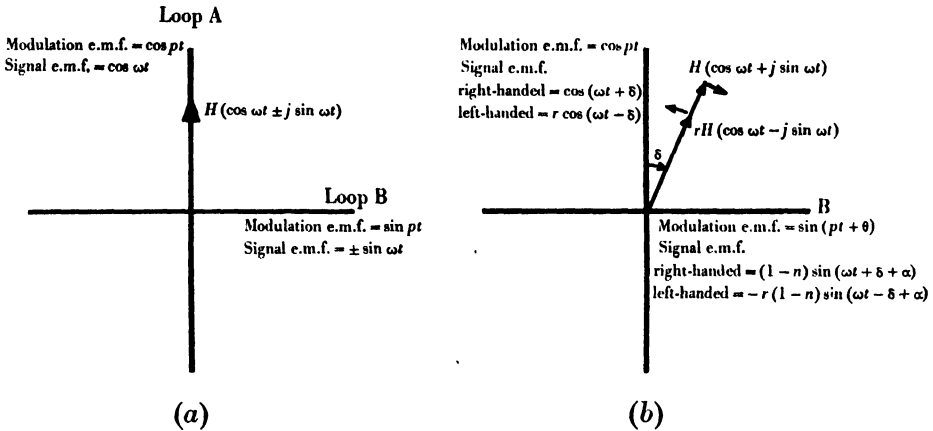 Loop A
Modulation e.m.f. = cos pt
Signal e.m.f. = cos ωt
H (cos ωt ± j sin ωt)
Loop B
Modulation e.m.f. = sin pt
Signal e.m.f. = ± sin ωt
(a)
Modulation e.m.f. = cos pt
Signal e.m.f.
right-handed = cos (ωt + δ)
left-handed = r cos (ωt − δ)
H (cos ωt + j sin ωt)
rH (cos ωt − j sin ωt)
δ
B
Modulation e.m.f. = sin (pt + θ)
Signal e.m.f.
right-handed = (1 − n) sin (ωt + δ + α)
left-handed = − r (1 − n) sin (ωt − δ + α)
(b)